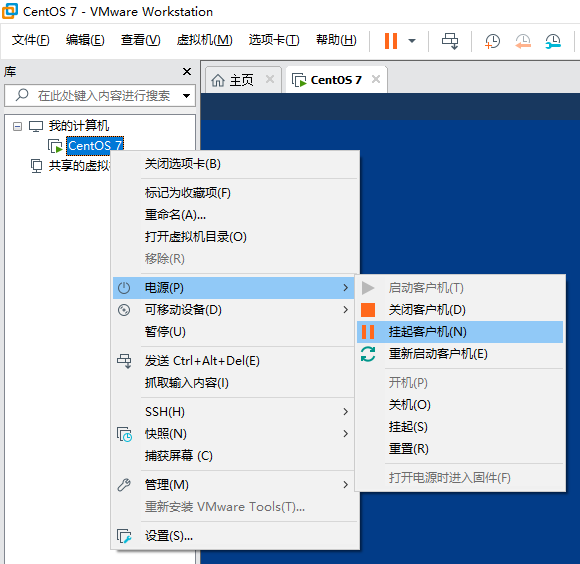 CentOS 7 - VMware Workstation
文件(F) 编辑(E) 查看(V) 虚拟机(M) 选项卡(T) 帮助(H)
库
主页
CentOS 7
在此处键入内容进行搜索
我的计算机
CentOS 7
共享的虚拟
关闭选项卡(B)
标记为收藏项(F)
重命名(A)...
打开虚拟机目录(O)
移除(R)
电源(P)
可移动设备(D)
暂停(U)
发送 Ctrl+Alt+Del(E)
抓取输入内容(I)
SSH(H)
快照(N)
捕获屏幕 (C)
管理(M)
重新安装 VMware Tools(T)...
设置(S)...
启动客户机(T)
关闭客户机(D)
挂起客户机(N)
重新启动客户机(E)
开机(P)
关机(O)
挂起(S)
重置(R)
打开电源时进入固件(F)